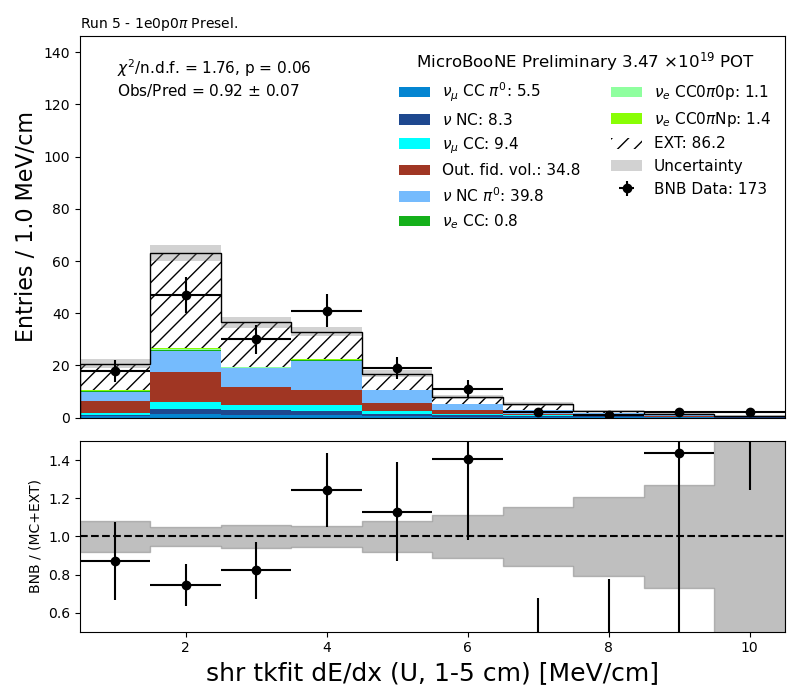 Run 5 - 1e0p0π Presel.
χ²/n.d.f. = 1.76, p = 0.06
Obs/Pred = 0.92 ± 0.07
MicroBooNE Preliminary 3.47 ×10¹⁹ POT
ν_μ CC π⁰: 5.5
ν NC: 8.3
ν_μ CC: 9.4
Out. fid. vol.: 34.8
ν NC π⁰: 39.8
ν_e CC: 0.8
ν_e CC0π0p: 1.1
ν_e CC0πNp: 1.4
EXT: 86.2
Uncertainty
BNB Data: 173
Entries / 1.0 MeV/cm
140
120
100
80
60
40
20
0
BNB / (MC+EXT)
1.4
1.2
1.0
0.8
0.6
2 4 6 8 10
shr tkfit dE/dx (U, 1-5 cm) [MeV/cm]